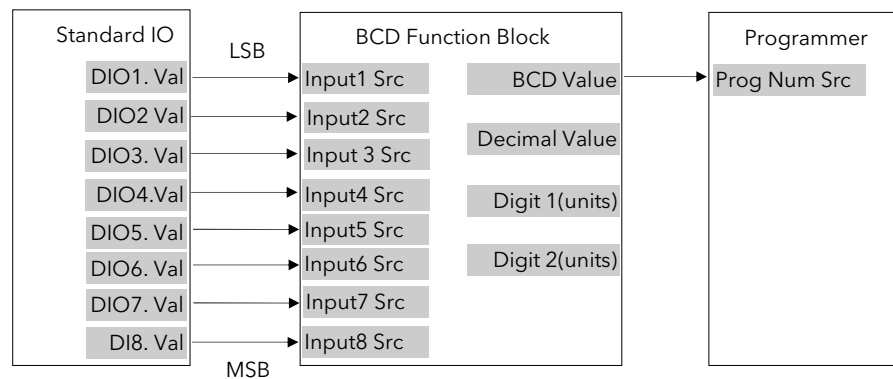 Standard IO
LSB
BCD Function Block
Programmer
DIO1. Val
Input1 Src
BCD Value
Prog Num Src
DIO2 Val
Input2 Src
DIO3. Val
Input 3 Src
Decimal Value
DIO4.Val
Input4 Src
Digit 1(units)
DIO5. Val
Input5 Src
DIO6. Val
Input6 Src
Digit 2(units)
DIO7. Val
Input7 Src
DI8. Val
Input8 Src
MSB